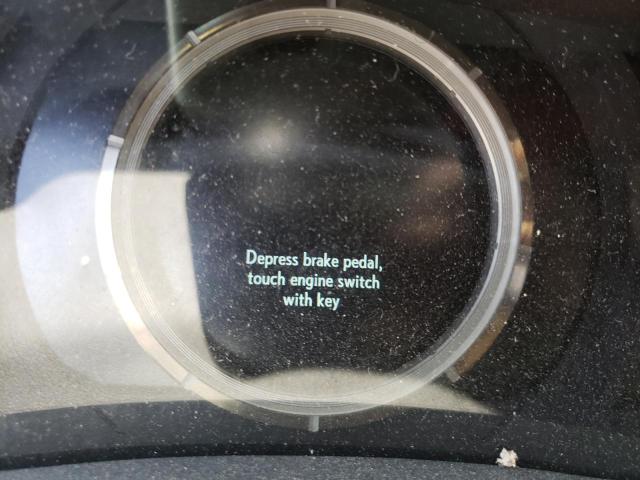 Depress brake pedal,
touch engine switch
with key